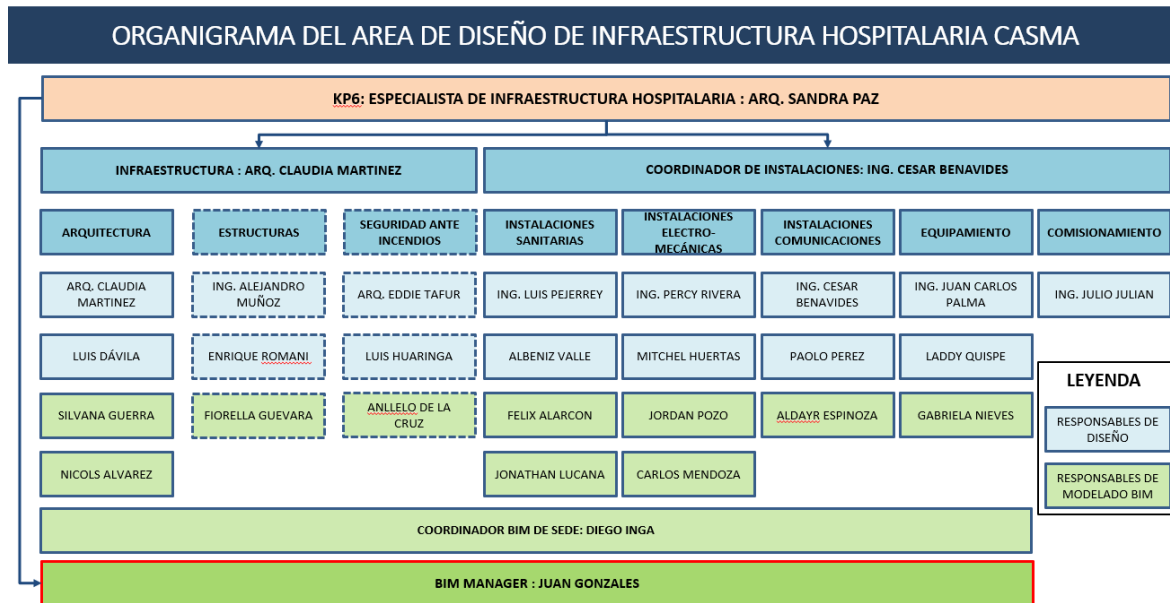 ORGANIGRAMA DEL AREA DE DISEÑO DE INFRAESTRUCTURA HOSPITALARIA CASMA
KP6: ESPECIALISTA DE INFRAESTRUCTURA HOSPITALARIA : ARQ. SANDRA PAZ
INFRAESTRUCTURA : ARQ. CLAUDIA MARTINEZ
COORDINADOR DE INSTALACIONES: ING. CESAR BENAVIDES
ARQUITECTURA
ESTRUCTURAS
SEGURIDAD ANTE
INCENDIOS
INSTALACIONES
SANITARIAS
INSTALACIONES
ELECTRO-
MECÁNICAS
INSTALACIONES
COMUNICACIONES
EQUIPAMIENTO
COMISIONAMIENTO
ARQ. CLAUDIA
MARTINEZ
ING. ALEJANDRO
MUÑOZ
ARQ. EDDIE TAFUR
ING. LUIS PEJERREY
ING. PERCY RIVERA
ING. CESAR
BENAVIDES
ING. JUAN CARLOS
PALMA
ING. JULIO JULIAN
LUIS DÁVILA
ENRIQUE ROMANI
LUIS HUARINGA
ALBENIZ VALLE
MITCHEL HUERTAS
PAOLO PEREZ
LADDY QUISPE
SILVANA GUERRA
FIORELLA GUEVARA
ANLLELO DE LA
CRUZ
FELIX ALARCON
JORDAN POZO
ALDAYR ESPINOZA
GABRIELA NIEVES
NICOLS ALVAREZ
JONATHAN LUCANA
CARLOS MENDOZA
LEYENDA
RESPONSABLES DE
DISEÑO
RESPONSABLES DE
MODELADO BIM
COORDINADOR BIM DE SEDE: DIEGO INGA
BIM MANAGER : JUAN GONZALES